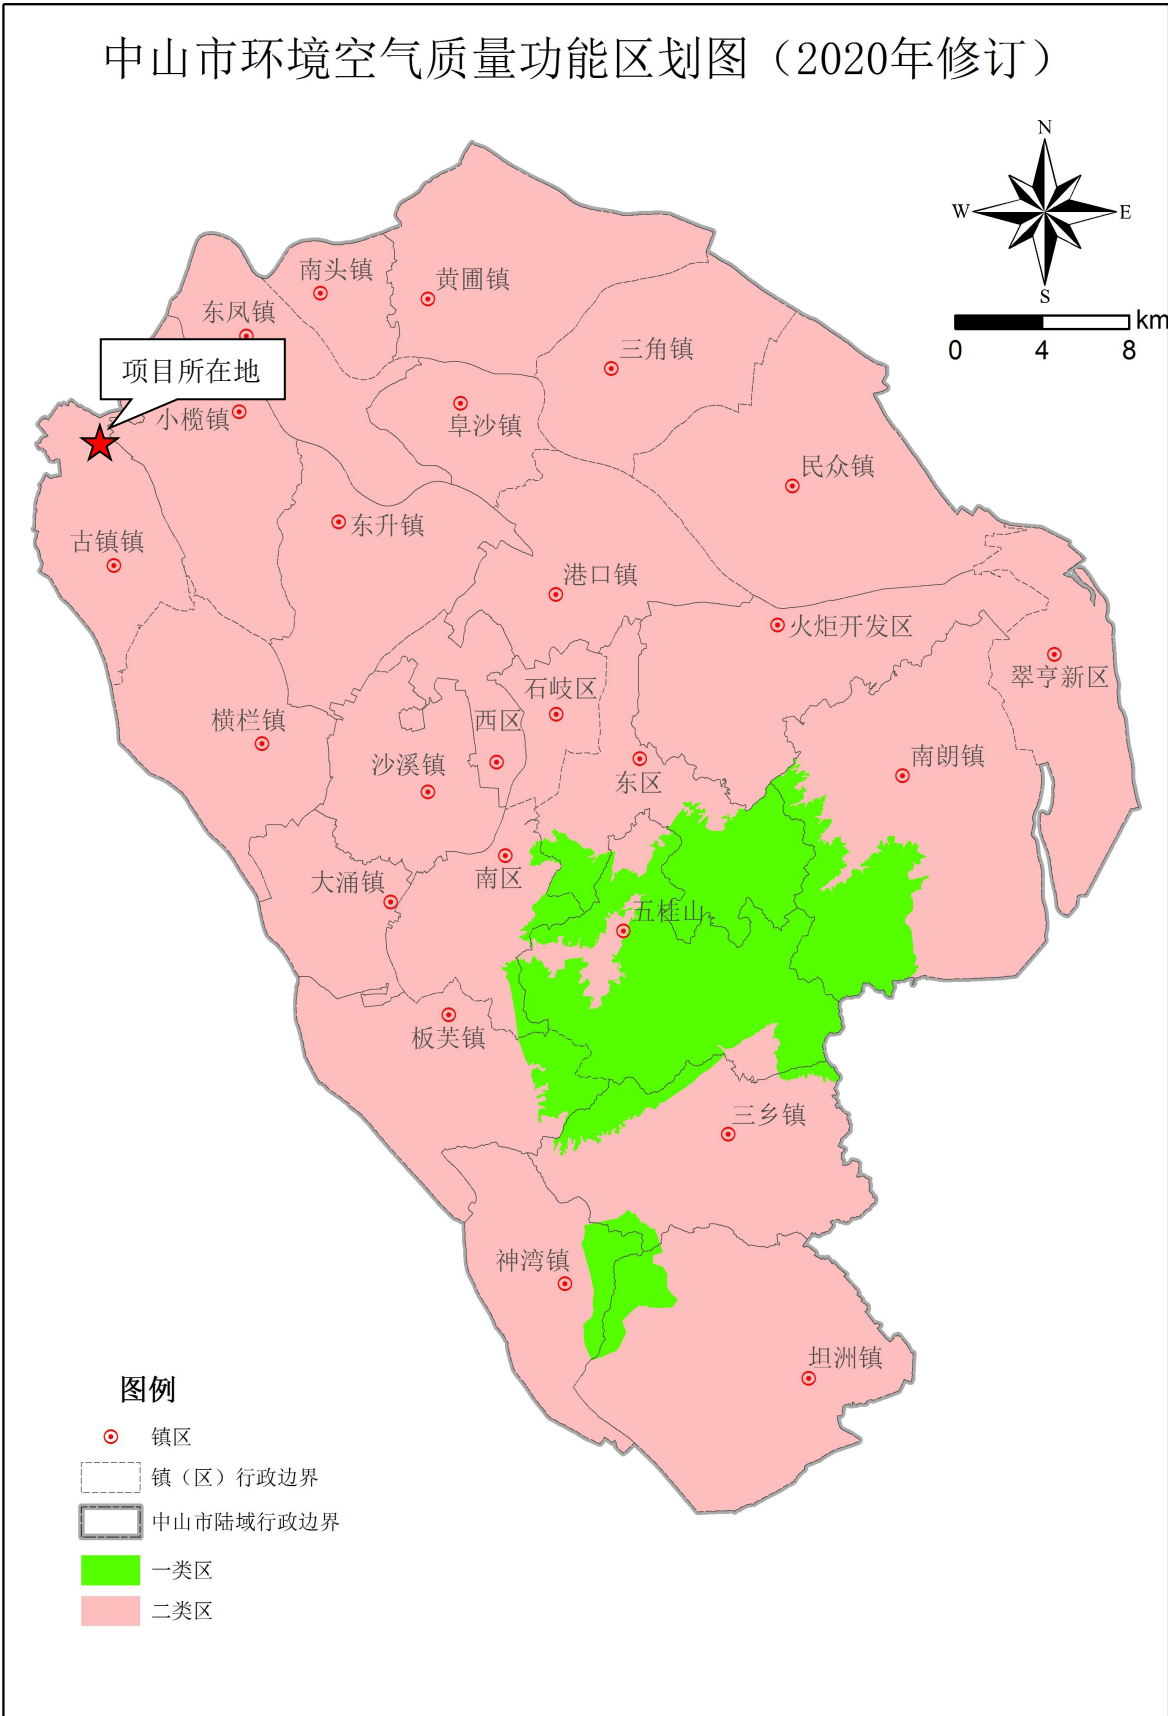 中山市环境空气质量功能区划图（2020年修订）
N
W
E
S
km
0
4
8
南头镇
黄圃镇
东凤镇
三角镇
项目所在地
小榄镇
阜沙镇
民众镇
东升镇
古镇镇
港口镇
火炬开发区
翠亨新区
石岐区
横栏镇
西区
沙溪镇
东区
南朗镇
南区
大涌镇
五桂山
板芙镇
三乡镇
神湾镇
坦洲镇
图例
镇区
镇（区）行政边界
中山市陆域行政边界
一类区
二类区